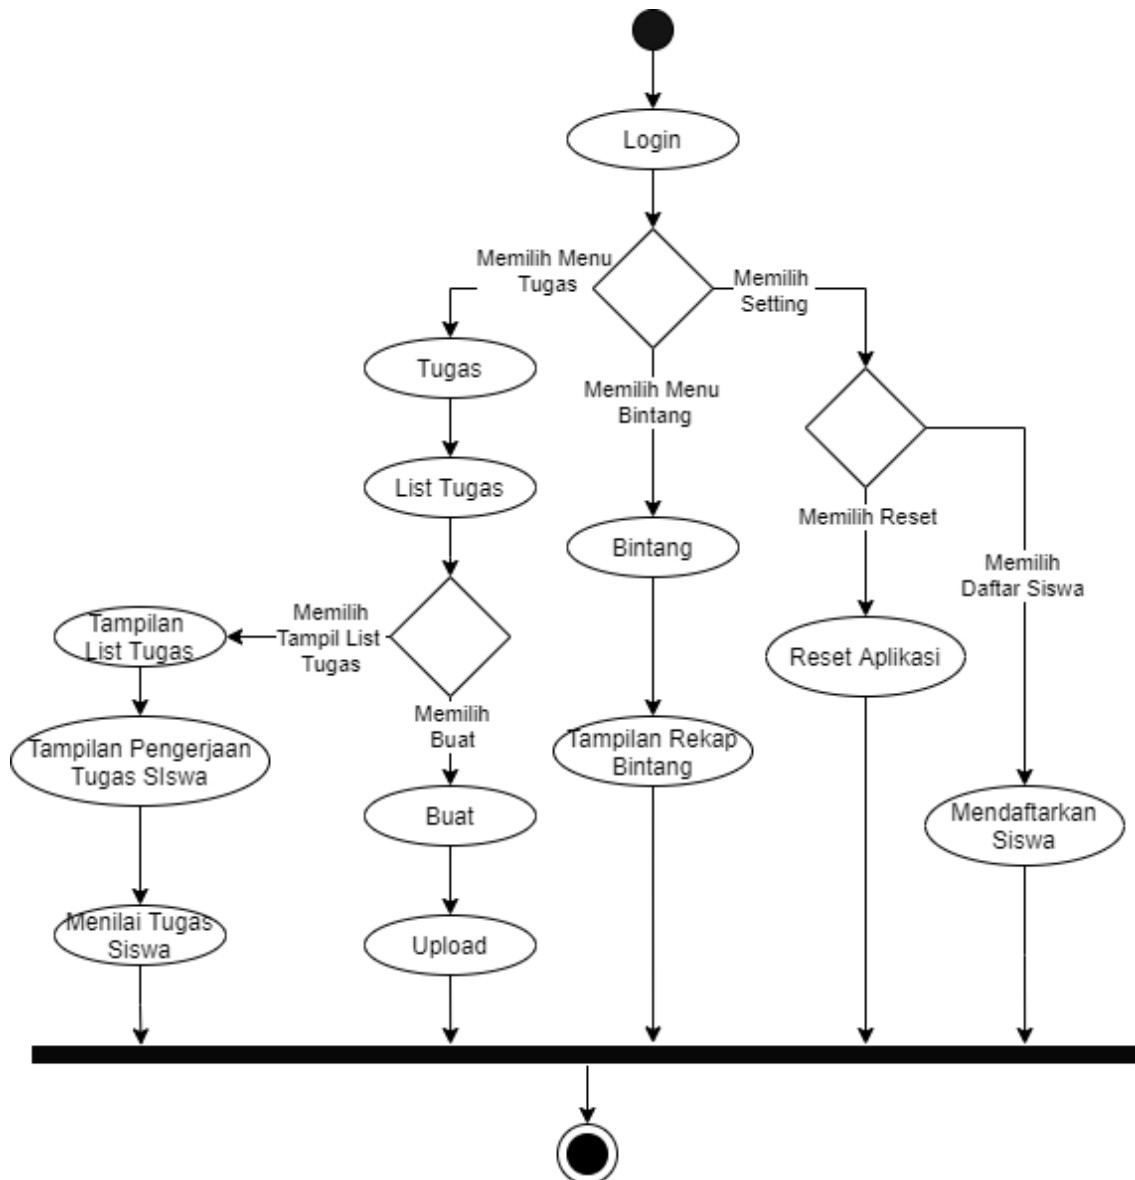 Login
Memilih Menu
Tugas
Memilih
Setting
Tugas
Memilih Menu
Bintang
List Tugas
Memilih Reset
Bintang
Memilih
Daftar Siswa
Tampilan
List Tugas
Memilih
Tampil List
Tugas
Reset Aplikasi
Memilih
Buat
Tampilan Pengerjaan
Tugas SIswa
Tampilan Rekap
Bintang
Buat
Mendaftarkan
Siswa
Menilai Tugas
Siswa
Upload